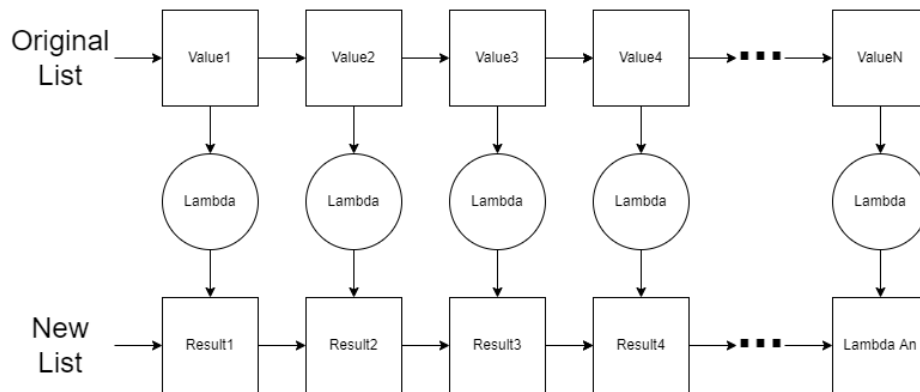 Original
List
Value1
Value2
Value3
Value4
ValueN
Lambda
Lambda
Lambda
Lambda
Lambda
New
List
Result1
Result2
Result3
Result4
Lambda An